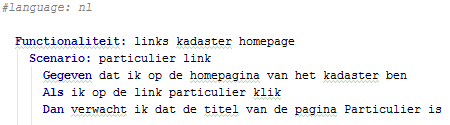 #language: nl
Functionaliteit: links kadaster homepage
Scenario: particulier link
Gegeven dat ik op de homepagina van het kadaster ben
Als ik op de link particulier klik
Dan verwacht ik dat de titel van de pagina Particulier is